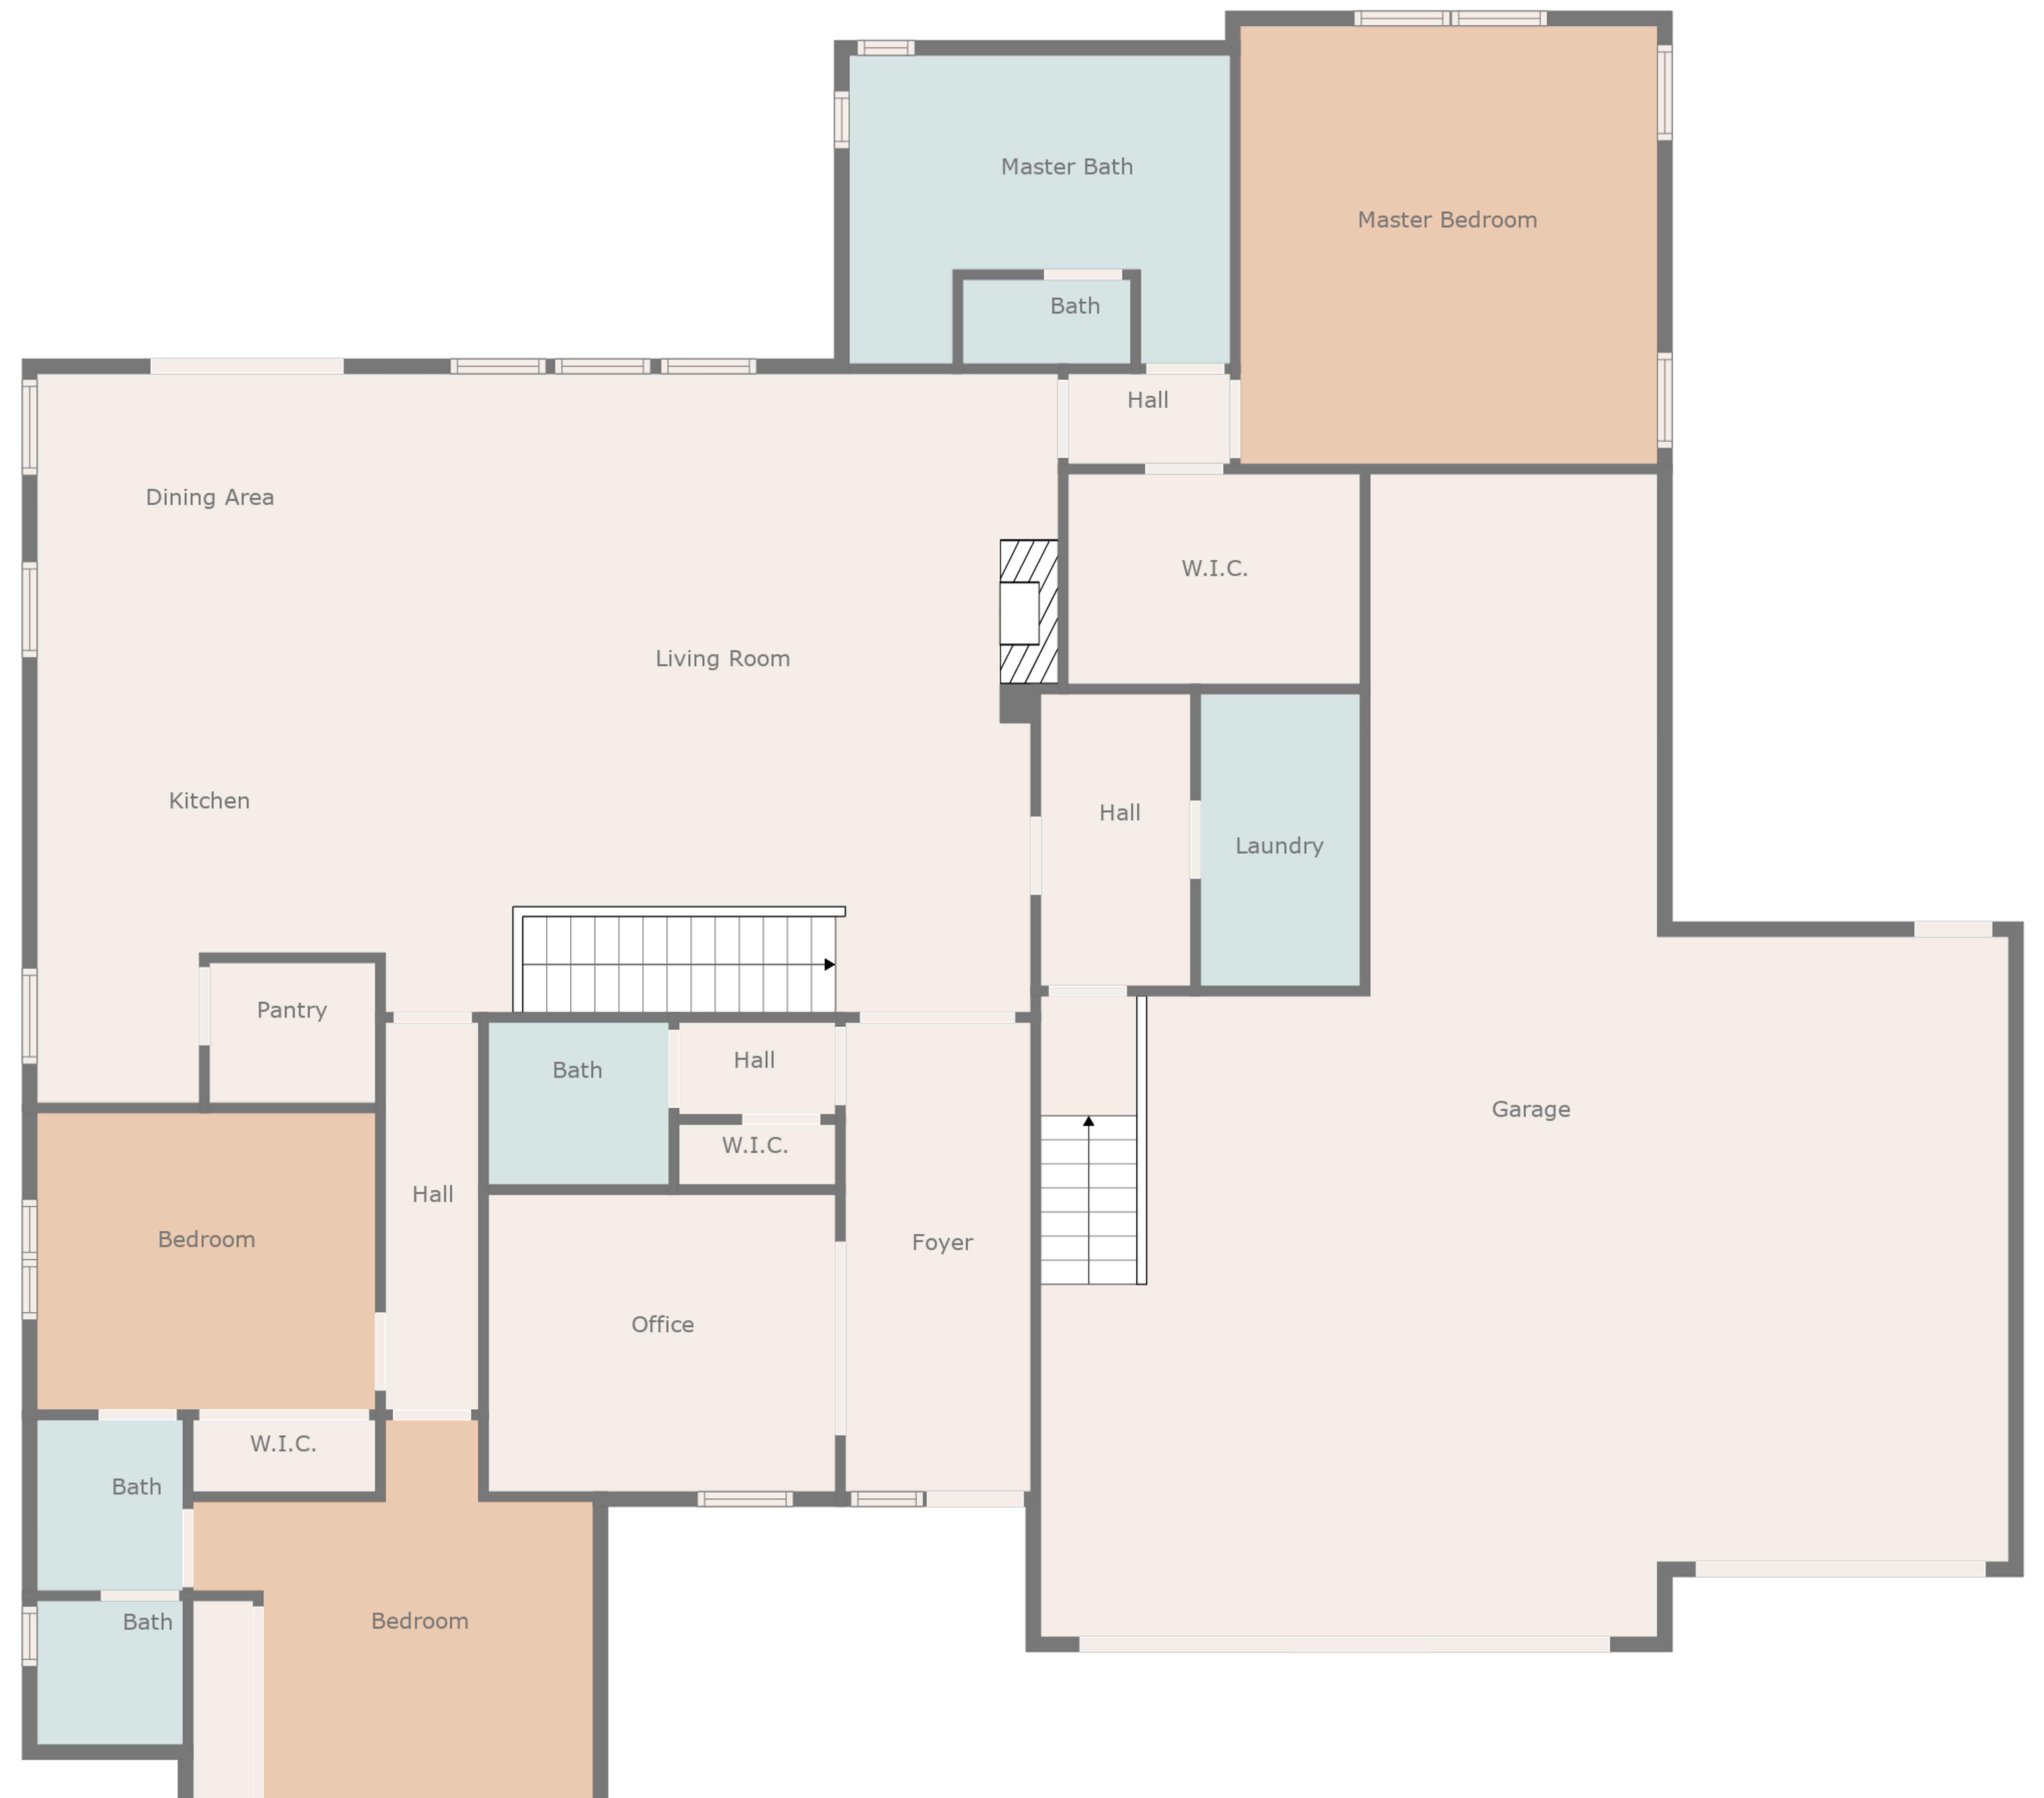 Master Bath
Master Bedroom
Bath
Hall
Dining Area
W.I.C.
Living Room
Kitchen
Hall
Laundry
Pantry
Bath
Hall
Garage
W.I.C.
Hall
Bedroom
Foyer
Office
W.I.C.
Bath
Bath
Bedroom